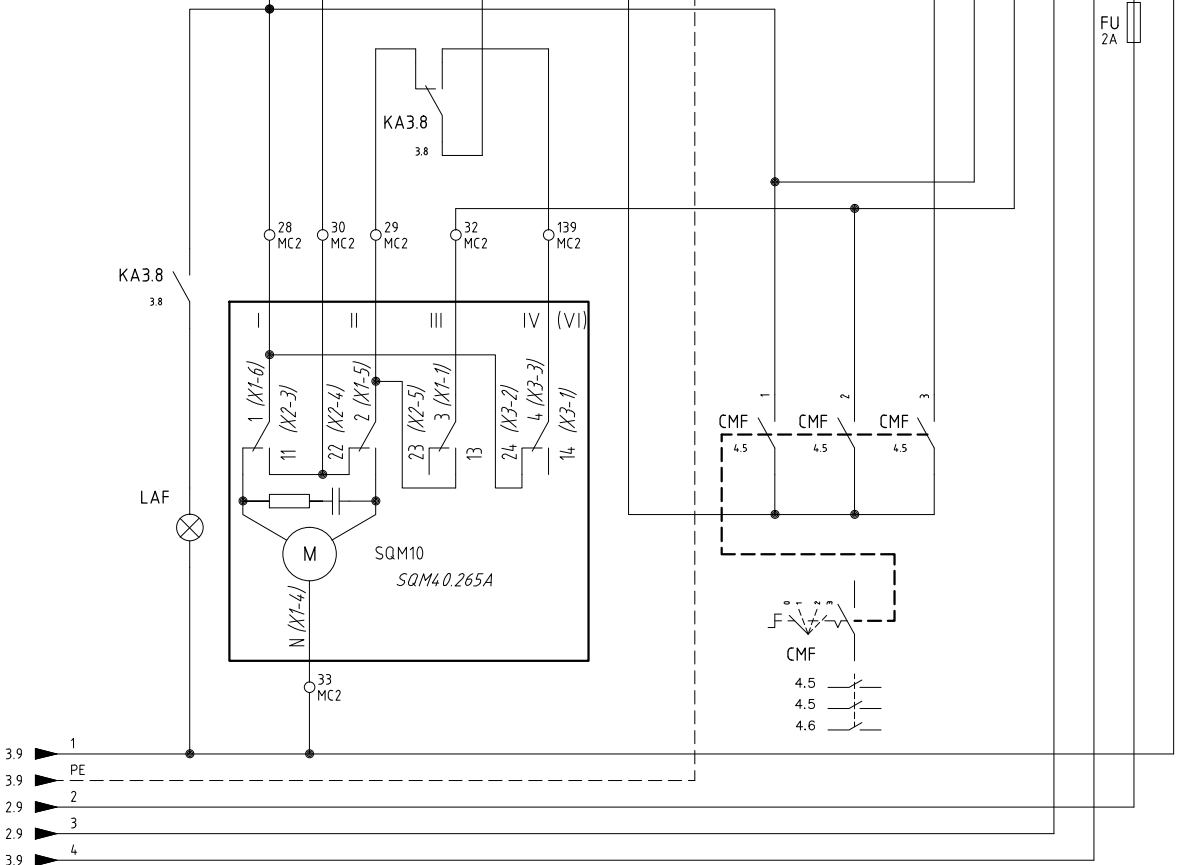 FU
2A
KA3.8
3.8
28
MC2
30
MC2
29
MC2
32
MC2
139
MC2
KA3.8
3.8
I
II
III
IV
(VI)
1 (X1-6)
11 (X2-3)
22 (X2-4)
2 (X1-5)
23 (X2-5)
3 (X1-1)
13
24 (X3-2)
4 (X3-3)
14 (X3-1)
1
2
3
CMF
4.5
CMF
4.5
CMF
4.5
LAF
M
SQM10
SQM40.265A
N (X1-4)
0
1
2
3
CMF
33
MC2
4.5
4.5
4.6
3.9
1
3.9
PE
2.9
2
2.9
3
3.9
4